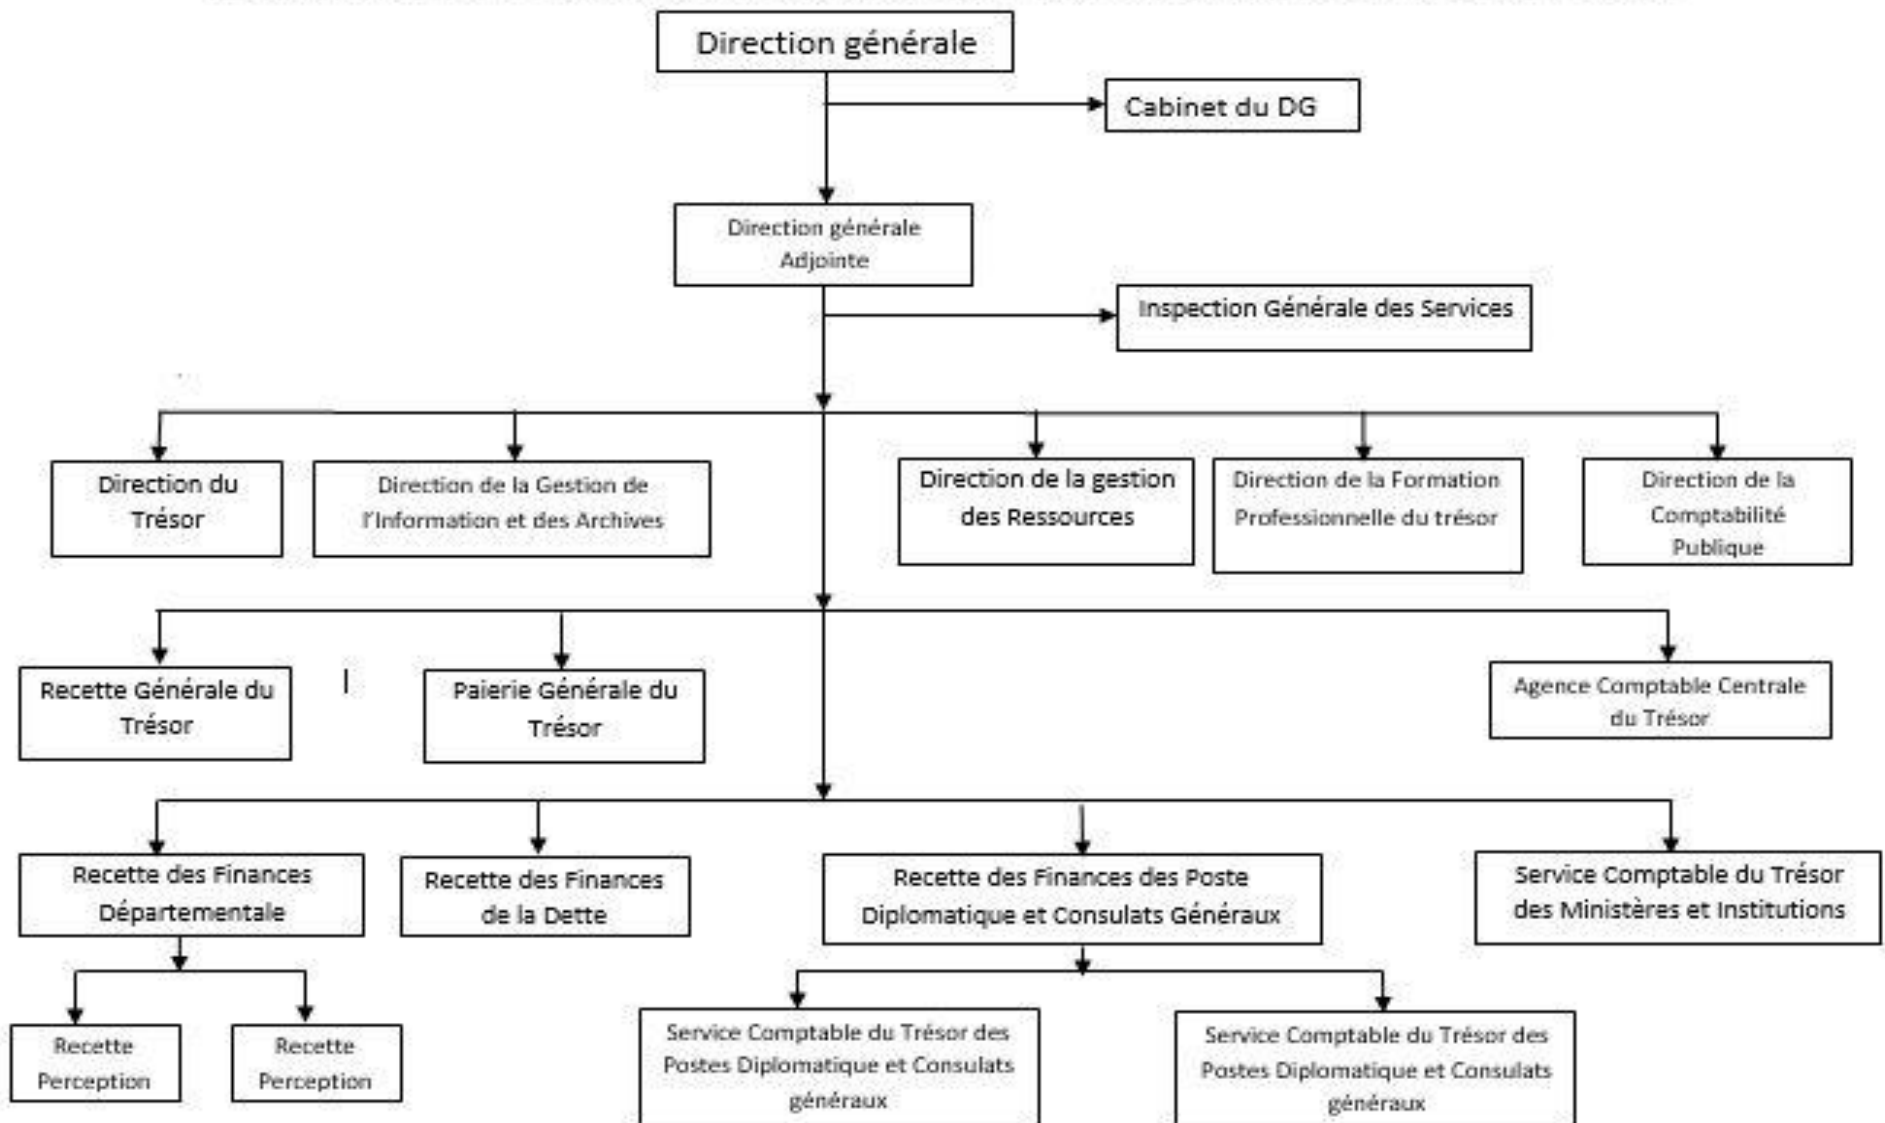 Direction générale
Cabinet du DG
Direction générale
Adjointe
Inspection Générale des Services
Direction du
Trésor
Direction de la Gestion de
l'Information et des Archives
Direction de la gestion
des Ressources
Direction de la Formation
Professionnelle du trésor
Direction de la
Comptabilité
Publique
Recette Générale du
Trésor
Paierie Générale du
Trésor
Agence Comptable Centrale
du Trésor
Recette des Finances
Départementale
Recette des Finances
de la Dette
Recette des Finances des Poste
Diplomatique et Consulats Généraux
Service Comptable du Trésor
des Ministères et Institutions
Recette
Perception
Recette
Perception
Service Comptable du Trésor des
Postes Diplomatique et Consulats
généraux
Service Comptable du Trésor des
Postes Diplomatique et Consulats
généraux